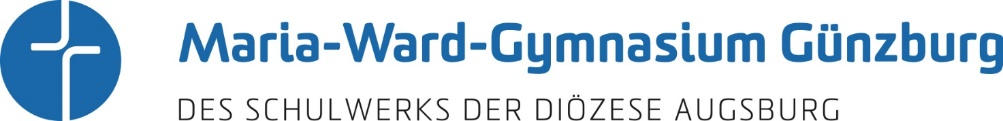 Maria-Ward-Gymnasium Günzburg
DES SCHULWERKS DER DIÖZESE AUGSBURG